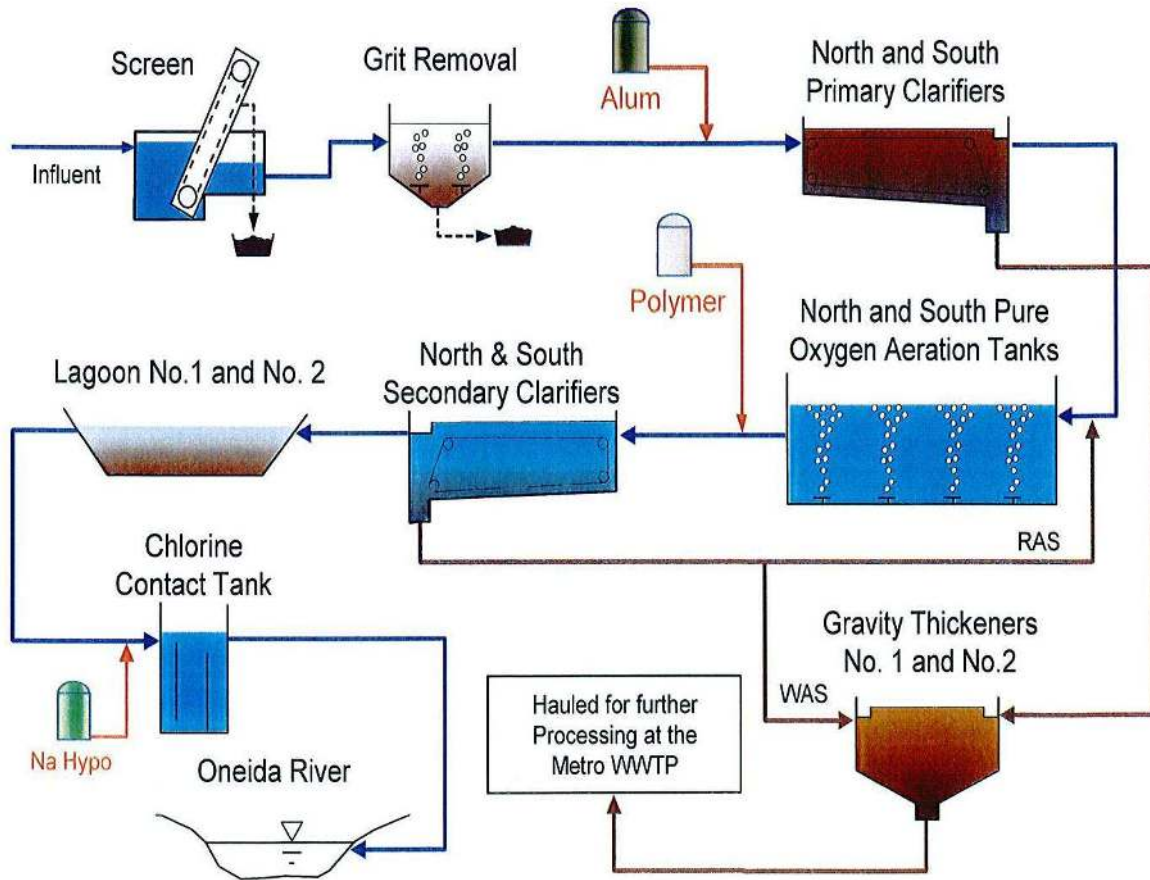 Screen
Influent
Grit Removal
Alum
North and South
Primary Clarifiers
Polymer
North and South Pure
Oxygen Aeration Tanks
North & South
Secondary Clarifiers
Lagoon No.1 and No. 2
RAS
Chlorine
Contact Tank
Na Hypo
Oneida River
Gravity Thickeners
No. 1 and No.2
WAS
Hauled for further
Processing at the
Metro WWTP